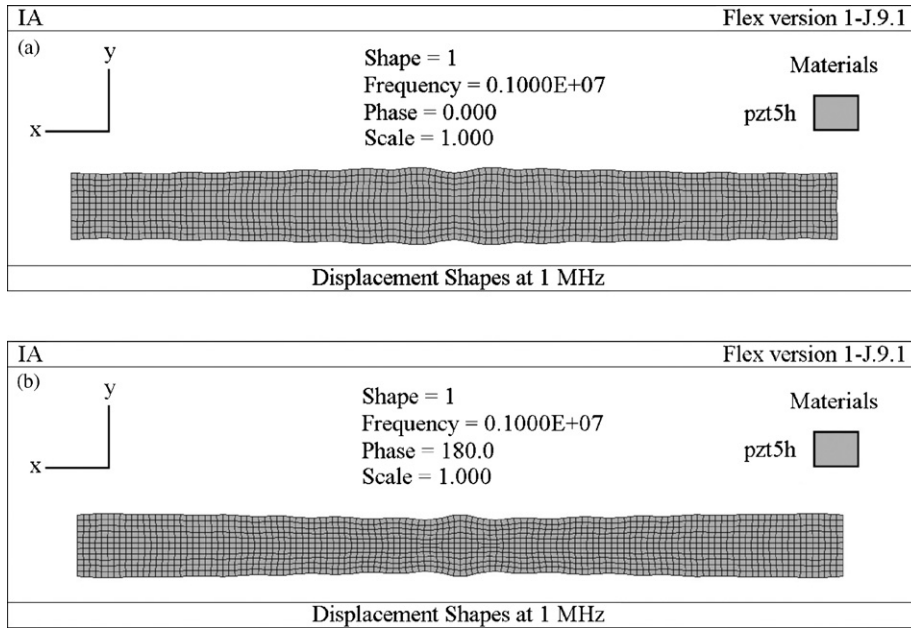 IA Flex version 1-J.9.1
(a)
y
x
Shape = 1
Frequency = 0.1000E+07
Phase = 0.000
Scale = 1.000
Materials
pzt5h
Displacement Shapes at 1 MHz
IA Flex version 1-J.9.1
(b)
y
x
Shape = 1
Frequency = 0.1000E+07
Phase = 180.0
Scale = 1.000
Materials
pzt5h
Displacement Shapes at 1 MHz